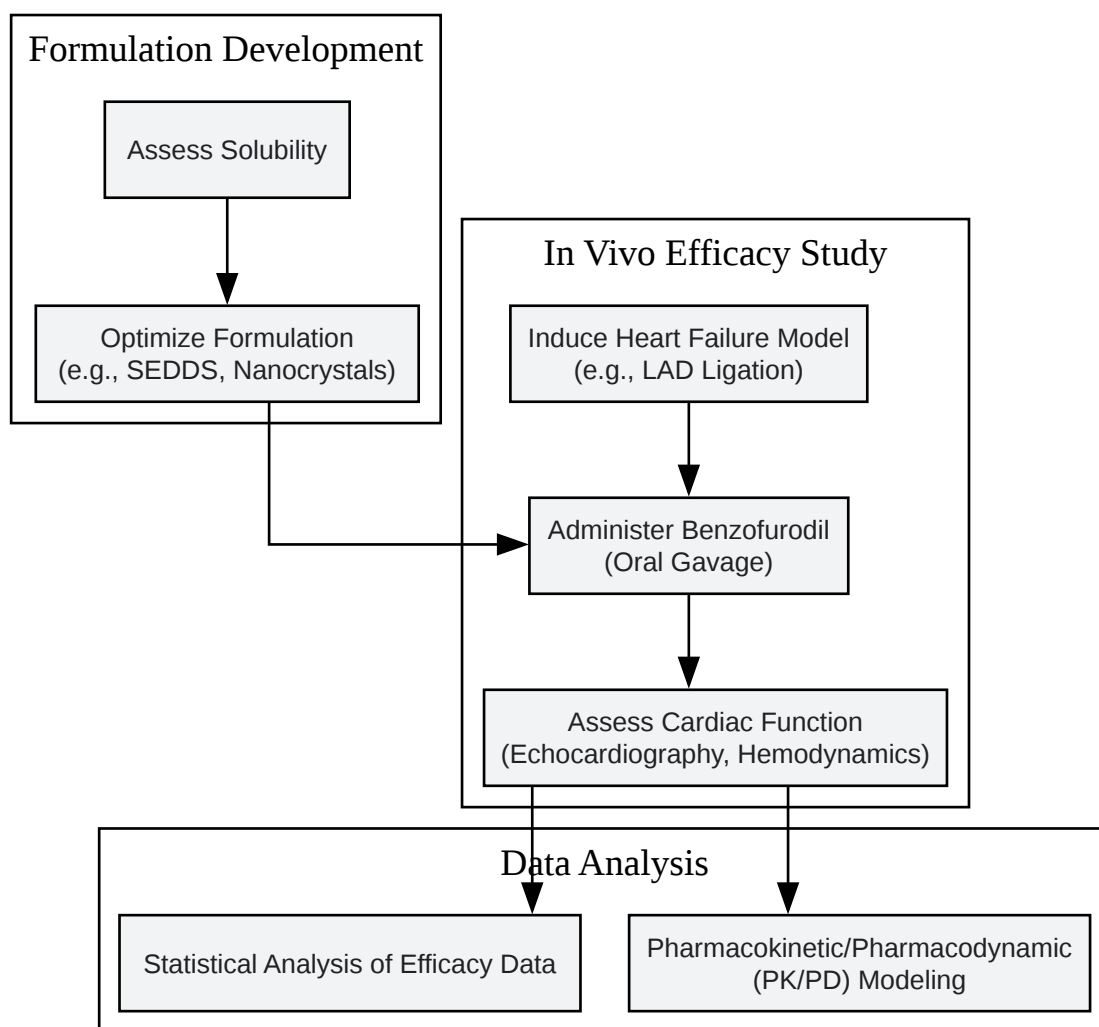 Formulation Development
Assess Solubility
Optimize Formulation
(e.g., SEDDS, Nanocrystals)
In Vivo Efficacy Study
Induce Heart Failure Model
(e.g., LAD Ligation)
Administer Benzofurodil
(Oral Gavage)
Assess Cardiac Function
(Echocardiography, Hemodynamics)
Data Analysis
Statistical Analysis of Efficacy Data
Pharmacokinetic/Pharmacodynamic
(PK/PD) Modeling